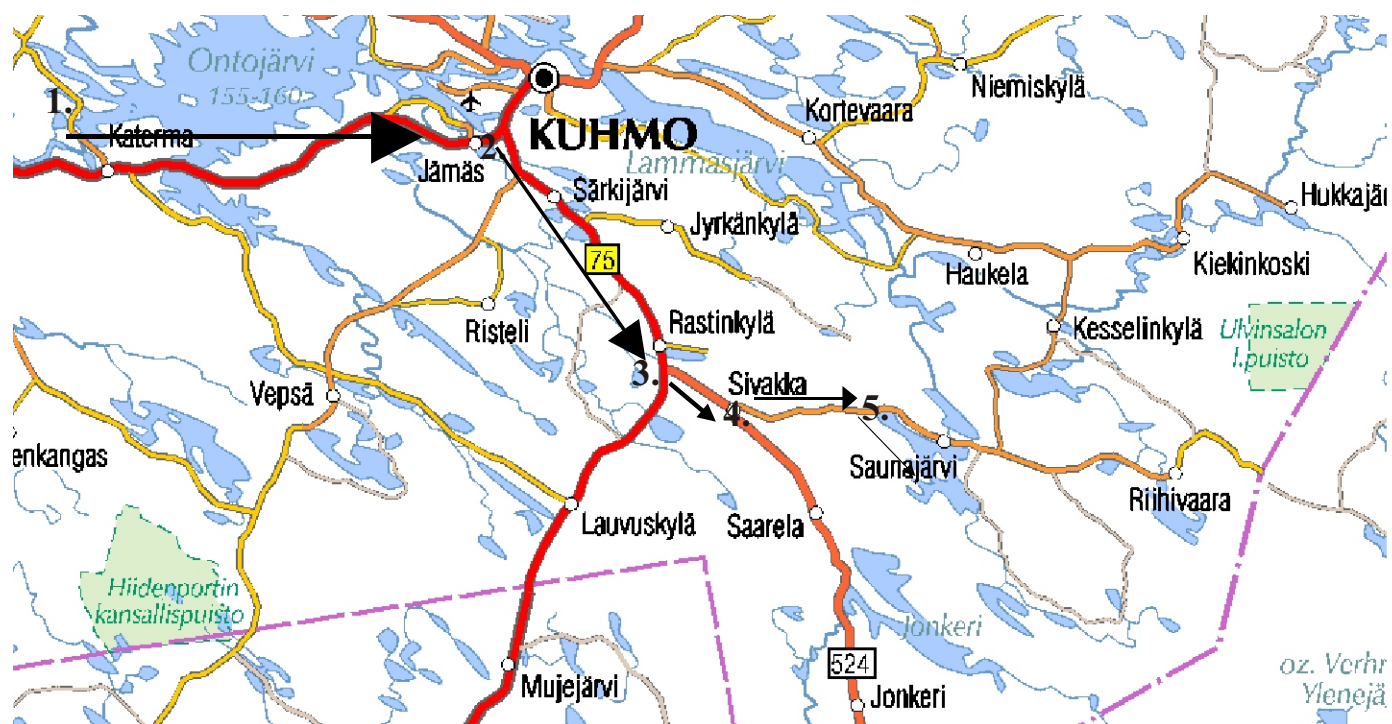 Ontojärvi
155-160
1.
Katerma
2.
Jämäs
KUHMO
Lammasjärvi
Niemiskylä
Kortevaara
Särkijärvi
Jyrkänkylä
Hukkajär
Haukela
Kiekinkoski
75
Risteli
Rastinkylä
Kesselinkylä
Ulvinsalon
l.puisto
3.
Sivakka
4.
5.
Vepsä
enkangas
Saunajärvi
Riihivaara
Lauvuskylä
Saarela
Hiidenportin
kansallispuisto
Jonkeri
524
Mujejärvi
Jonkeri
oz. Verhn
Ylenejä